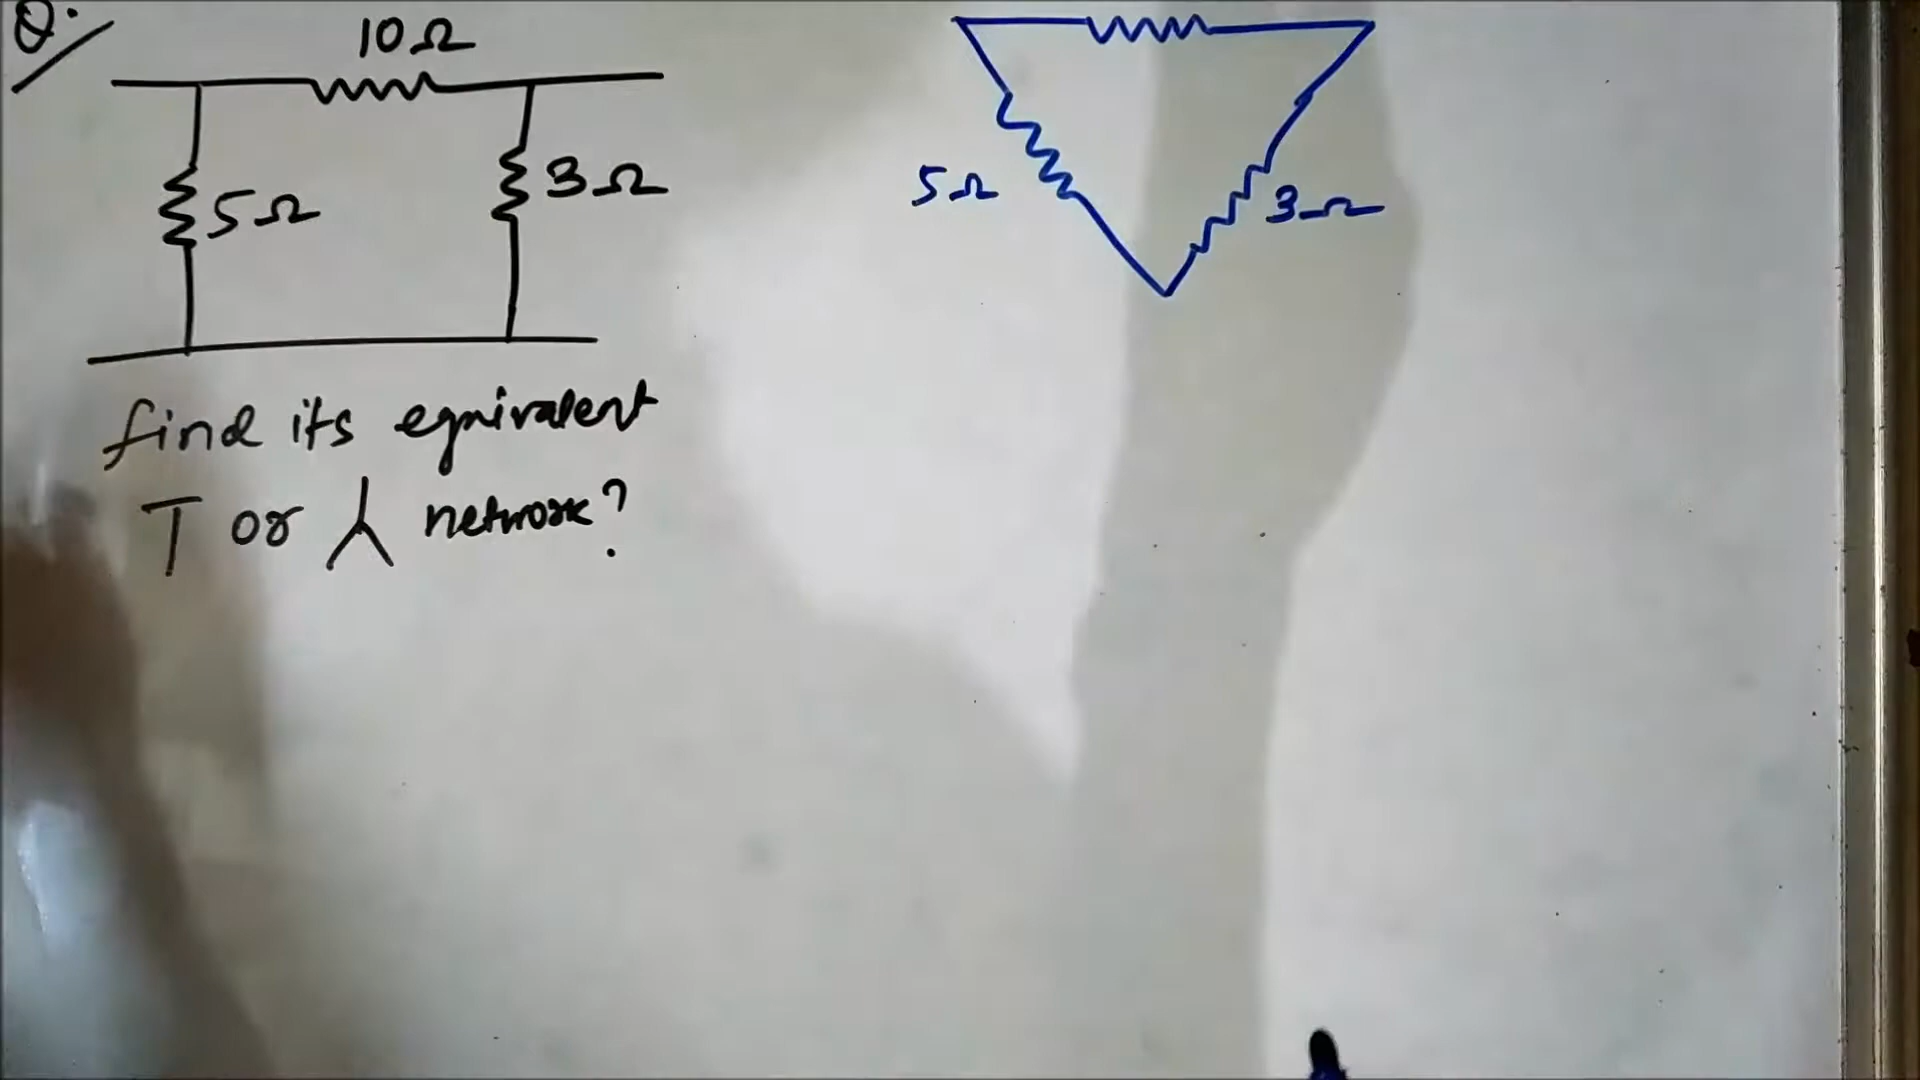 Q.
10Ω
5Ω
3Ω
find its equivalent
T or ⅄ network?
5Ω
3Ω